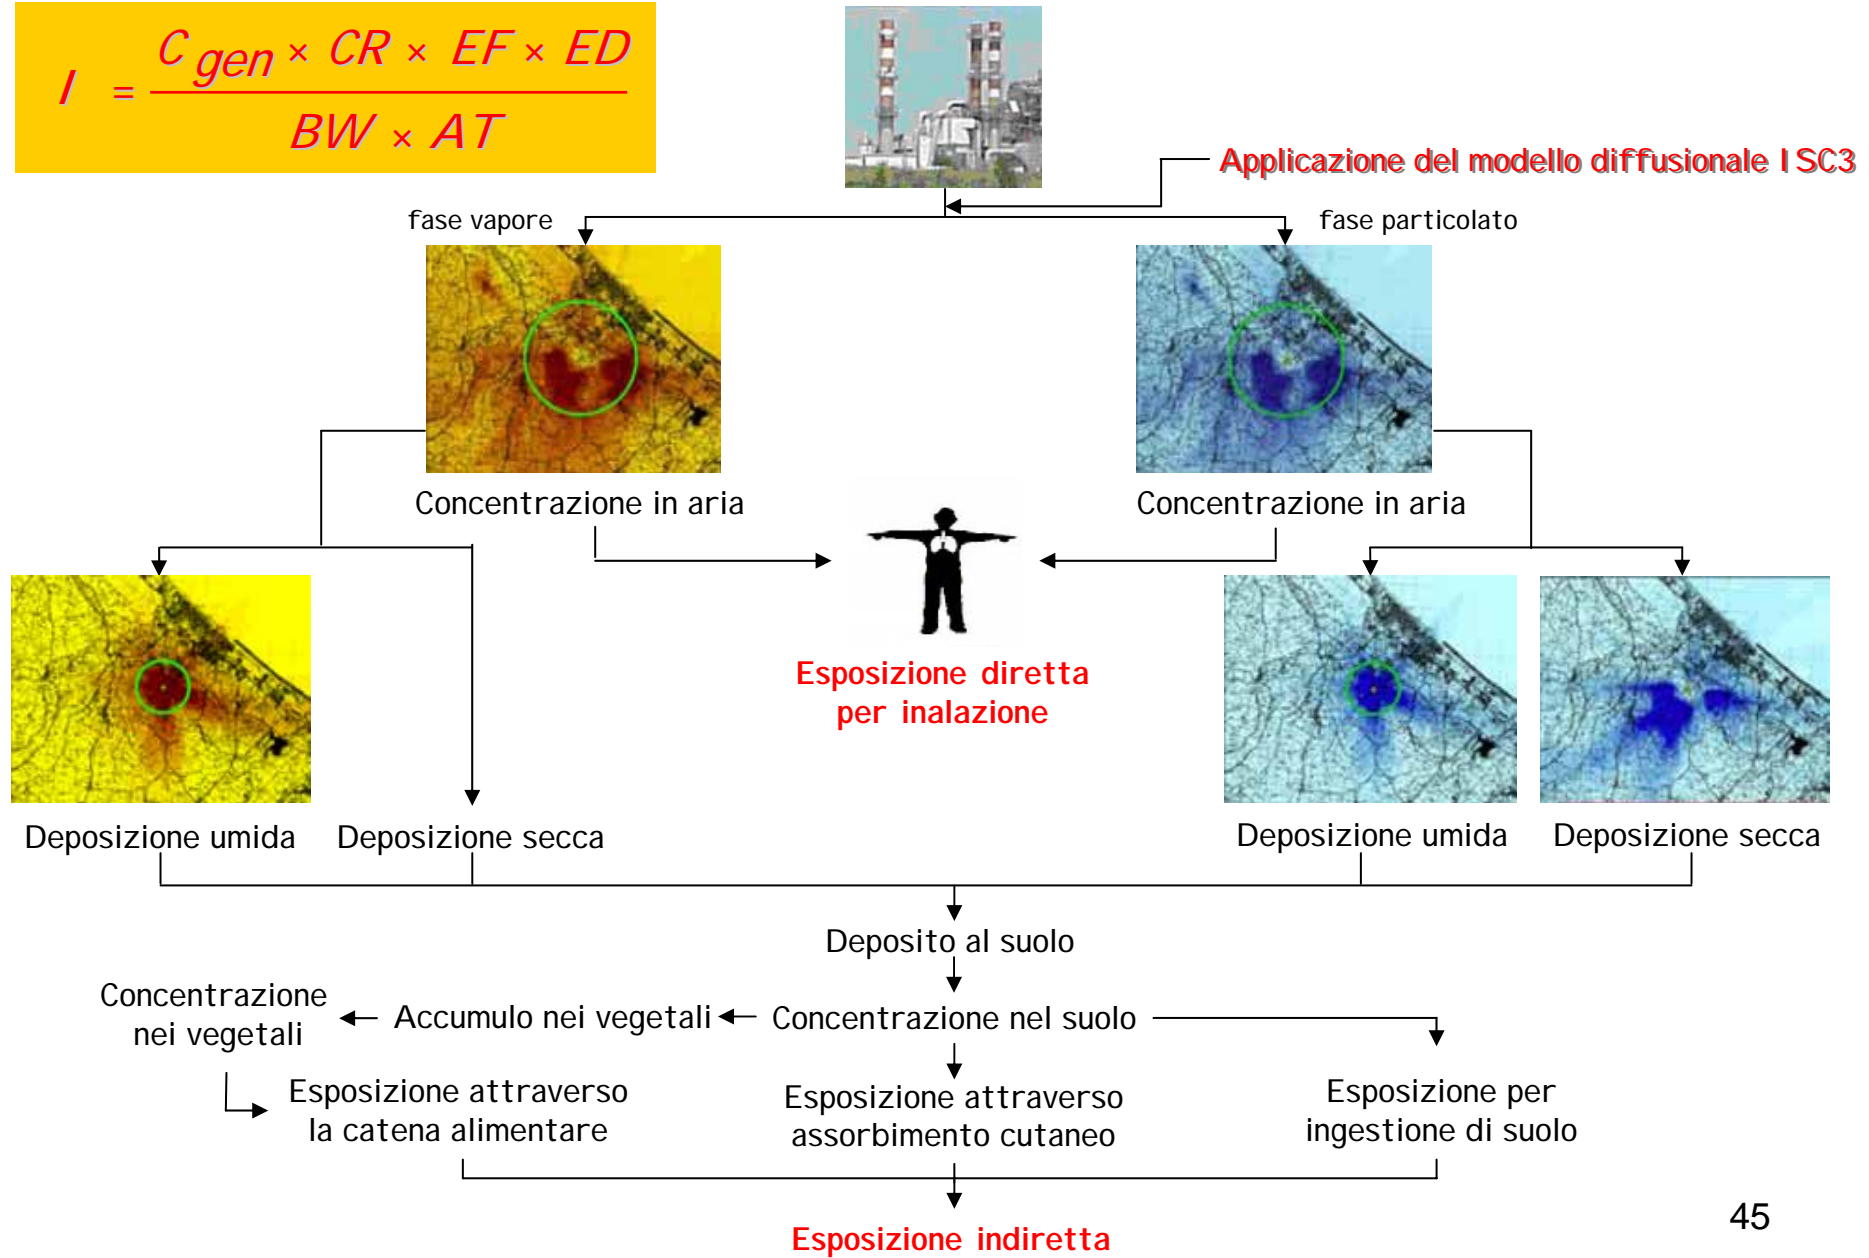 I = C gen × CR × EF × ED
BW × AT
Applicazione del modello diffusionale ISC3
fase vapore
fase particolato
Concentrazione in aria
Concentrazione in aria
Esposizione diretta
per inalazione
Deposizione umida
Deposizione secca
Deposizione umida
Deposizione secca
Deposito al suolo
Concentrazione
nei vegetali
Accumulo nei vegetali
Concentrazione nel suolo
Esposizione attraverso
la catena alimentare
Esposizione attraverso
assorbimento cutaneo
Esposizione per
ingestione di suolo
Esposizione indiretta
45